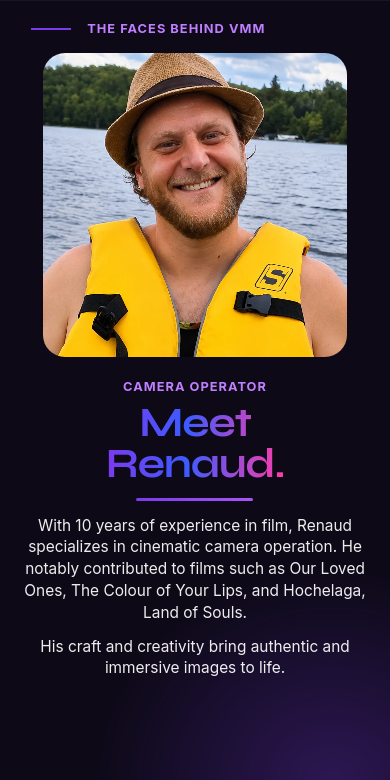 THE FACES BEHIND VMM
S
CAMERA OPERATOR
Meet
Renaud.
With 10 years of experience in film, Renaud
specializes in cinematic camera operation. He
notably contributed to films such as Our Loved
Ones, The Colour of Your Lips, and Hochelaga,
Land of Souls.
His craft and creativity bring authentic and
immersive images to life.